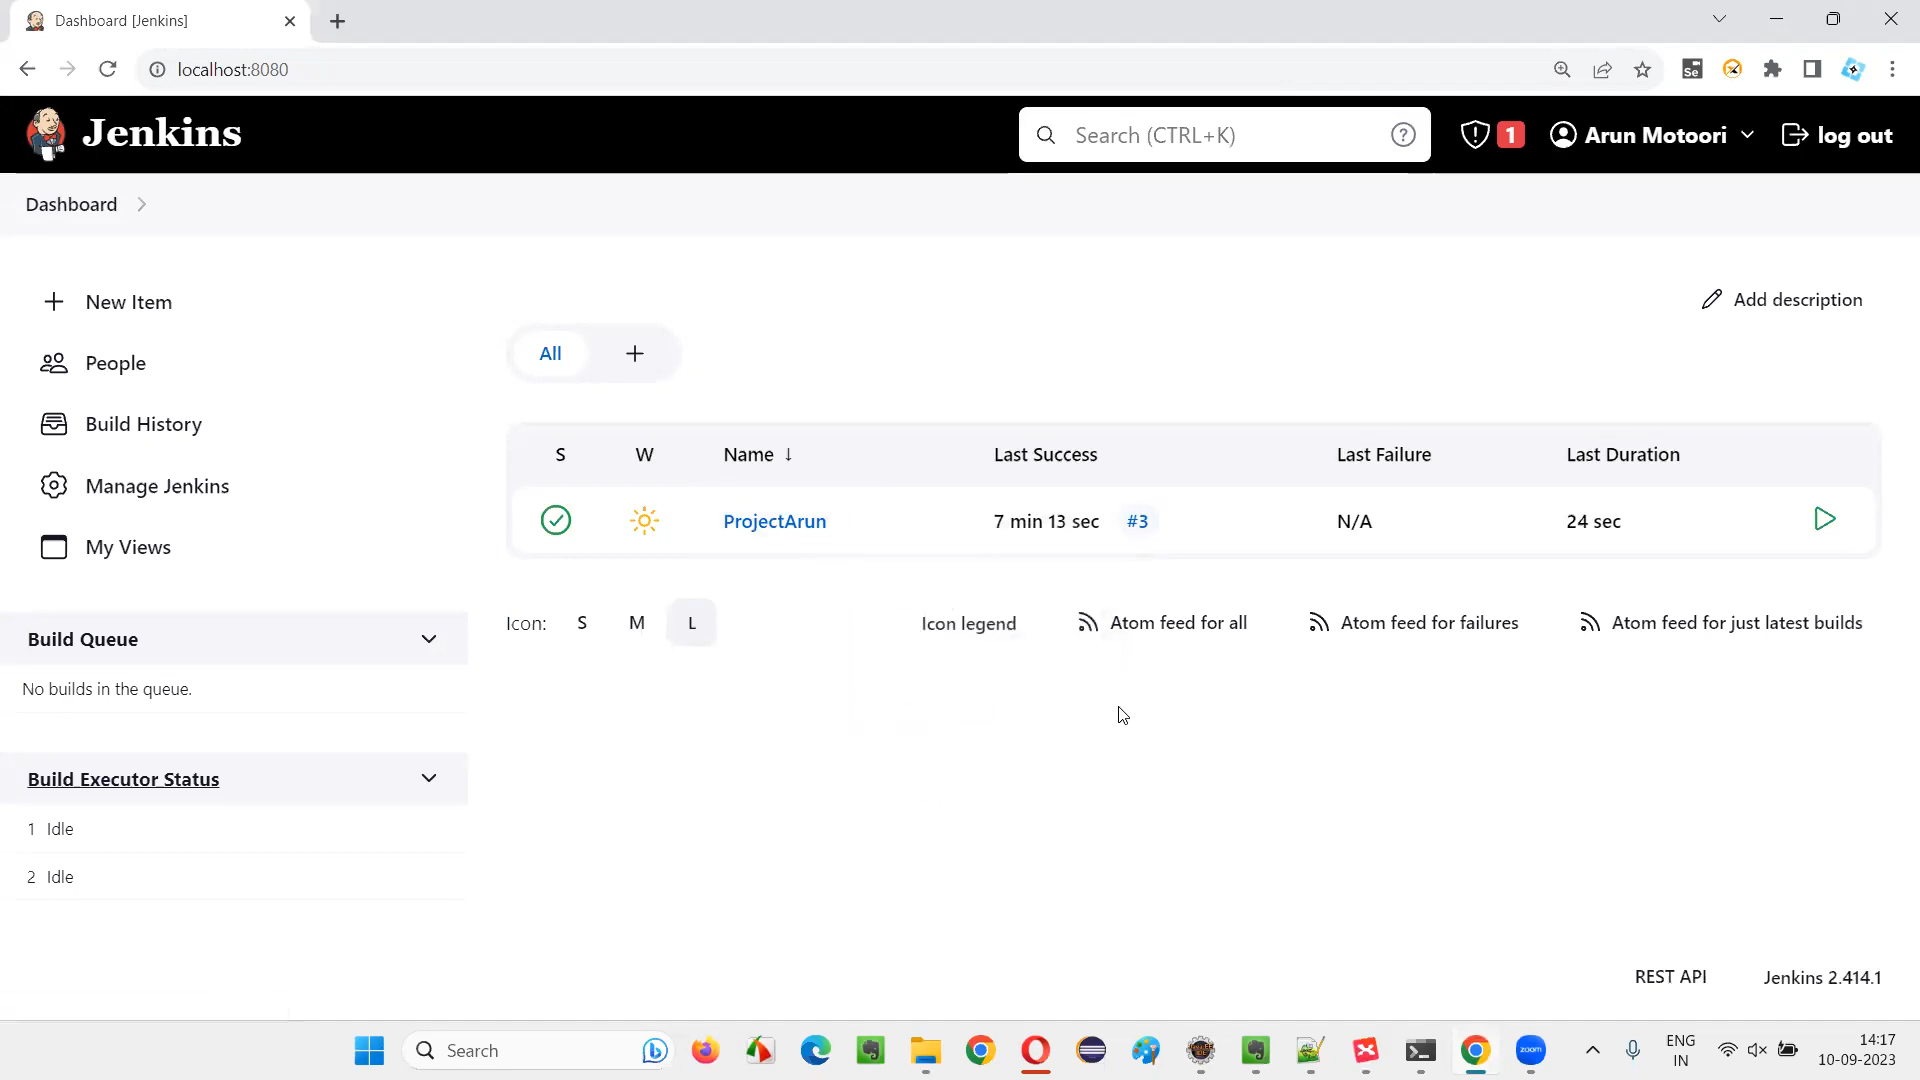 Dashboard [Jenkins]
localhost:8080
Se
Jenkins
Search (CTRL+K)
?
1
Arun Motoori
log out
Dashboard
New Item
People
Build History
Manage Jenkins
My Views
Add description
All
S W Name ↓ Last Success Last Failure Last Duration
ProjectArun 7 min 13 sec #3 N/A 24 sec
Icon: S M L
Icon legend
Atom feed for all
Atom feed for failures
Atom feed for just latest builds
Build Queue
No builds in the queue.
Build Executor Status
1 Idle
2 Idle
REST API
Jenkins 2.414.1
Search
zoom
ENG
IN
14:17
10-09-2023